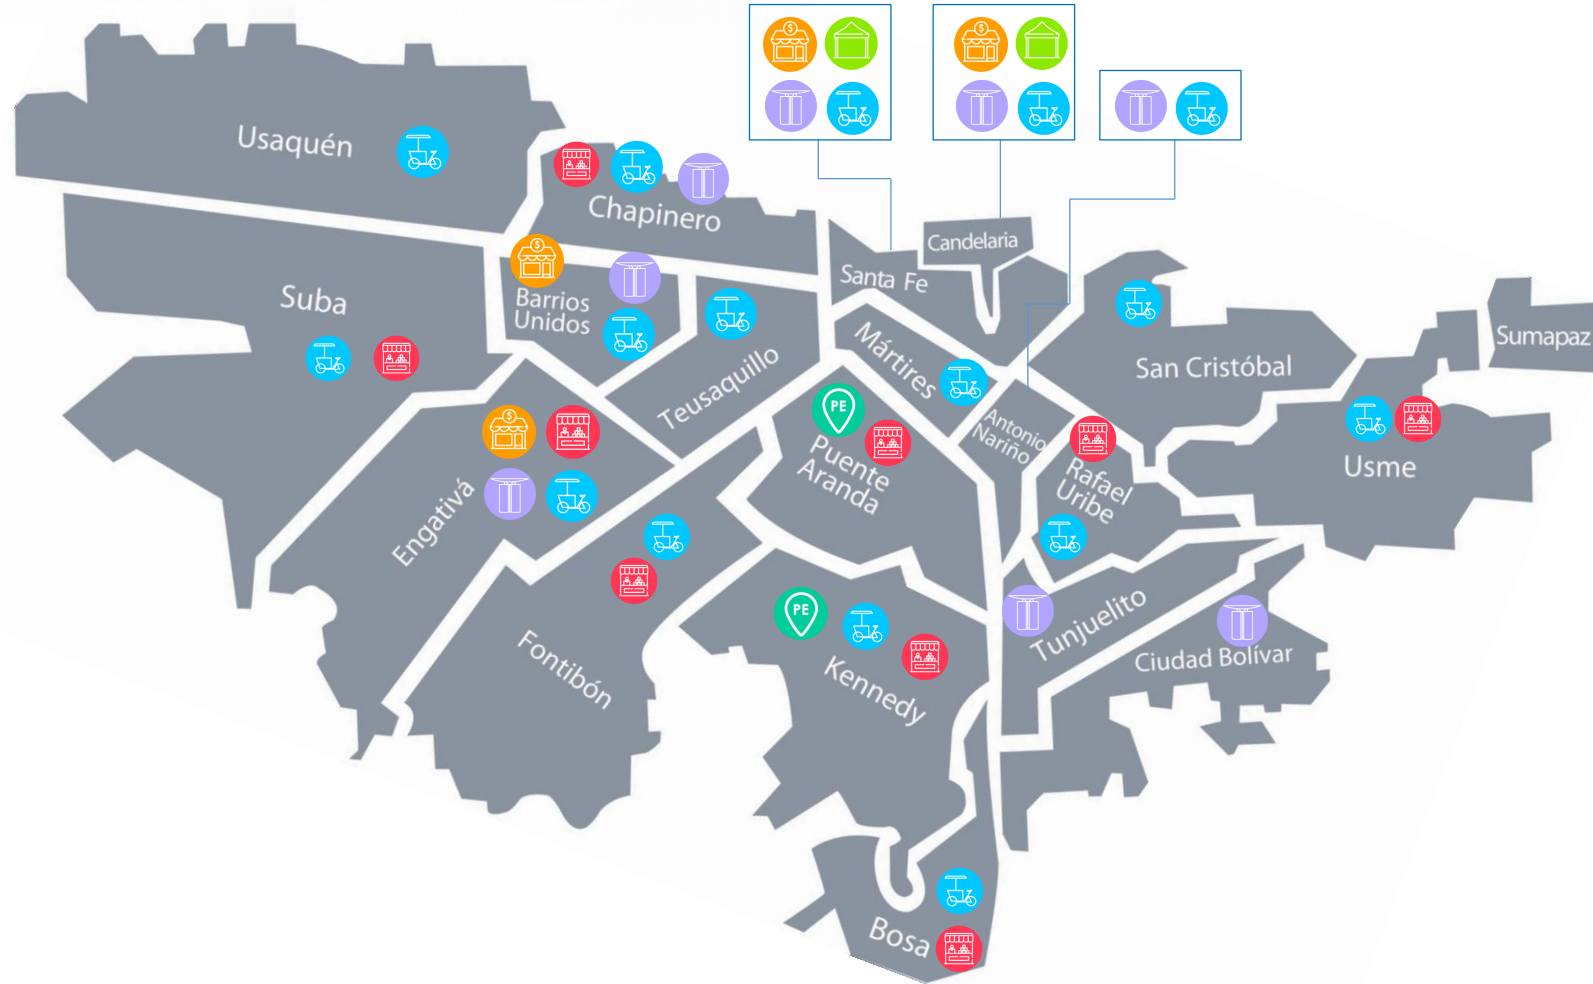 $
$
Usaquén
Chapinero
$
Candelaria
Santa Fe
Suba
Barrios
Unidos
Sumapaz
Mártires
San Cristóbal
Teusaquillo
$
PE
Antonio
Nariño
Puente
Aranda
Rafael
Uribe
Usme
Engativá
PE
Tunjuelito
Ciudad Bolívar
Fontibón
Kennedy
Bosa